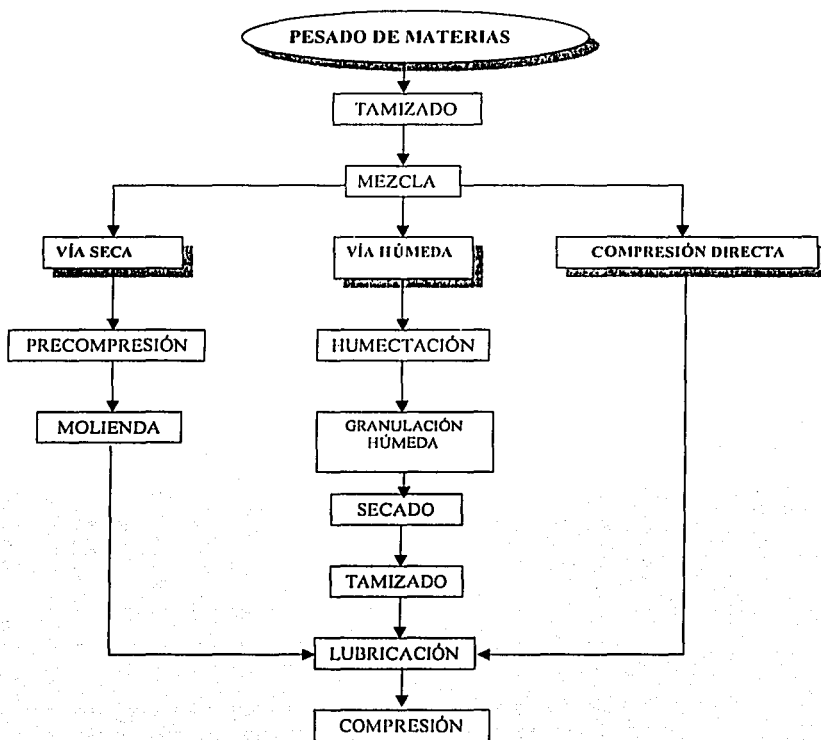 PESADO DE MATERIAS
TAMIZADO
MEZCLA
VÍA SECA
VÍA HÚMEDA
COMPRESIÓN DIRECTA
PRECOMPRESIÓN
HUMECTACIÓN
MOLIENDA
GRANULACIÓN
HÚMEDA
SECADO
TAMIZADO
LUBRICACIÓN
COMPRESIÓN